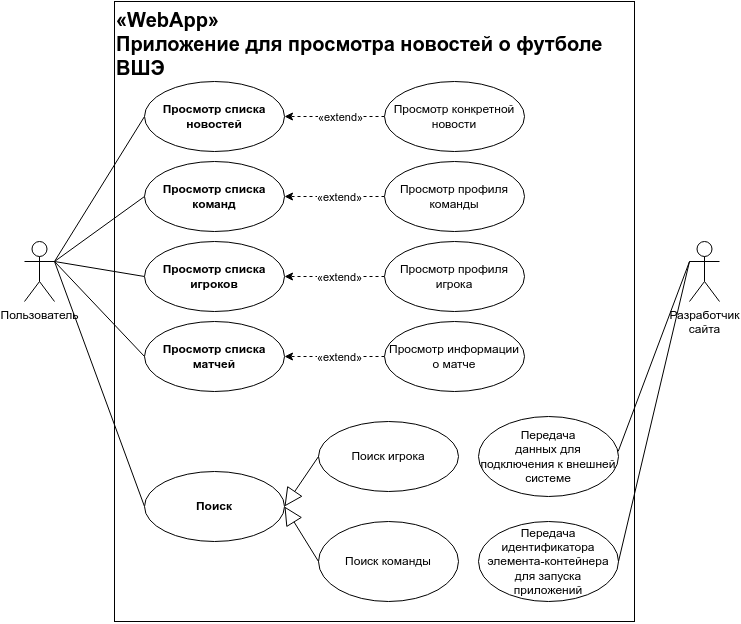 «WebApp»
Приложение для просмотра новостей о футболе
ВШЭ
Просмотр списка
новостей
«extend»
Просмотр конкретной
новости
Просмотр списка
команд
«extend»
Просмотр профиля
команды
Просмотр списка
игроков
«extend»
Просмотр профиля
игрока
Пользователь
Разработчик
сайта
Просмотр списка
матчей
«extend»
Просмотр информации
о матче
Поиск игрока
Передача
данных для
подключения к внешней
системе
Поиск
Поиск команды
Передача
идентификатора
элемента-контейнера
для запуска
приложений